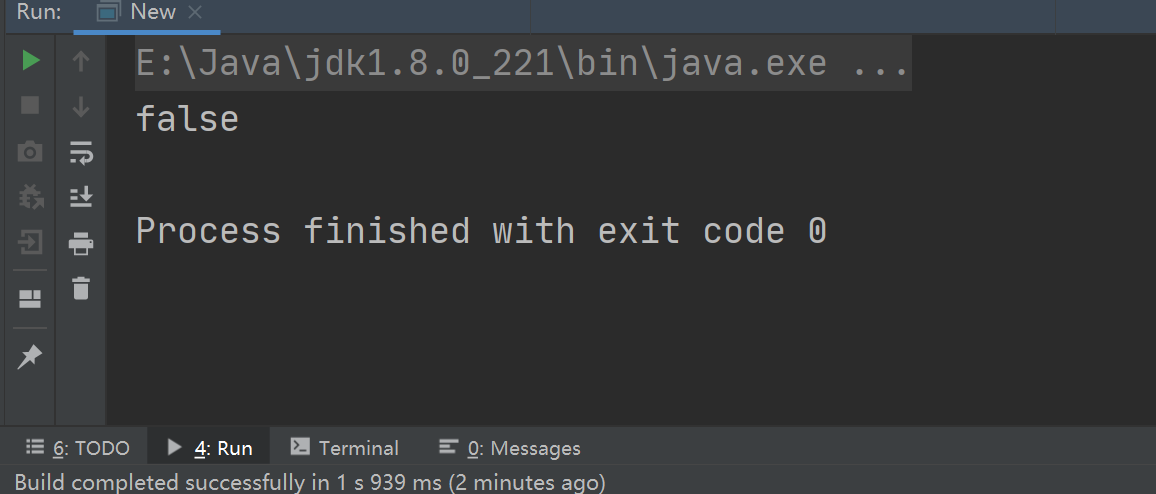 Run: New
E:\Java\jdk1.8.0_221\bin\java.exe ...
false
Process finished with exit code 0
6: TODO 4: Run Terminal 0: Messages
Build completed successfully in 1 s 939 ms (2 minutes ago)